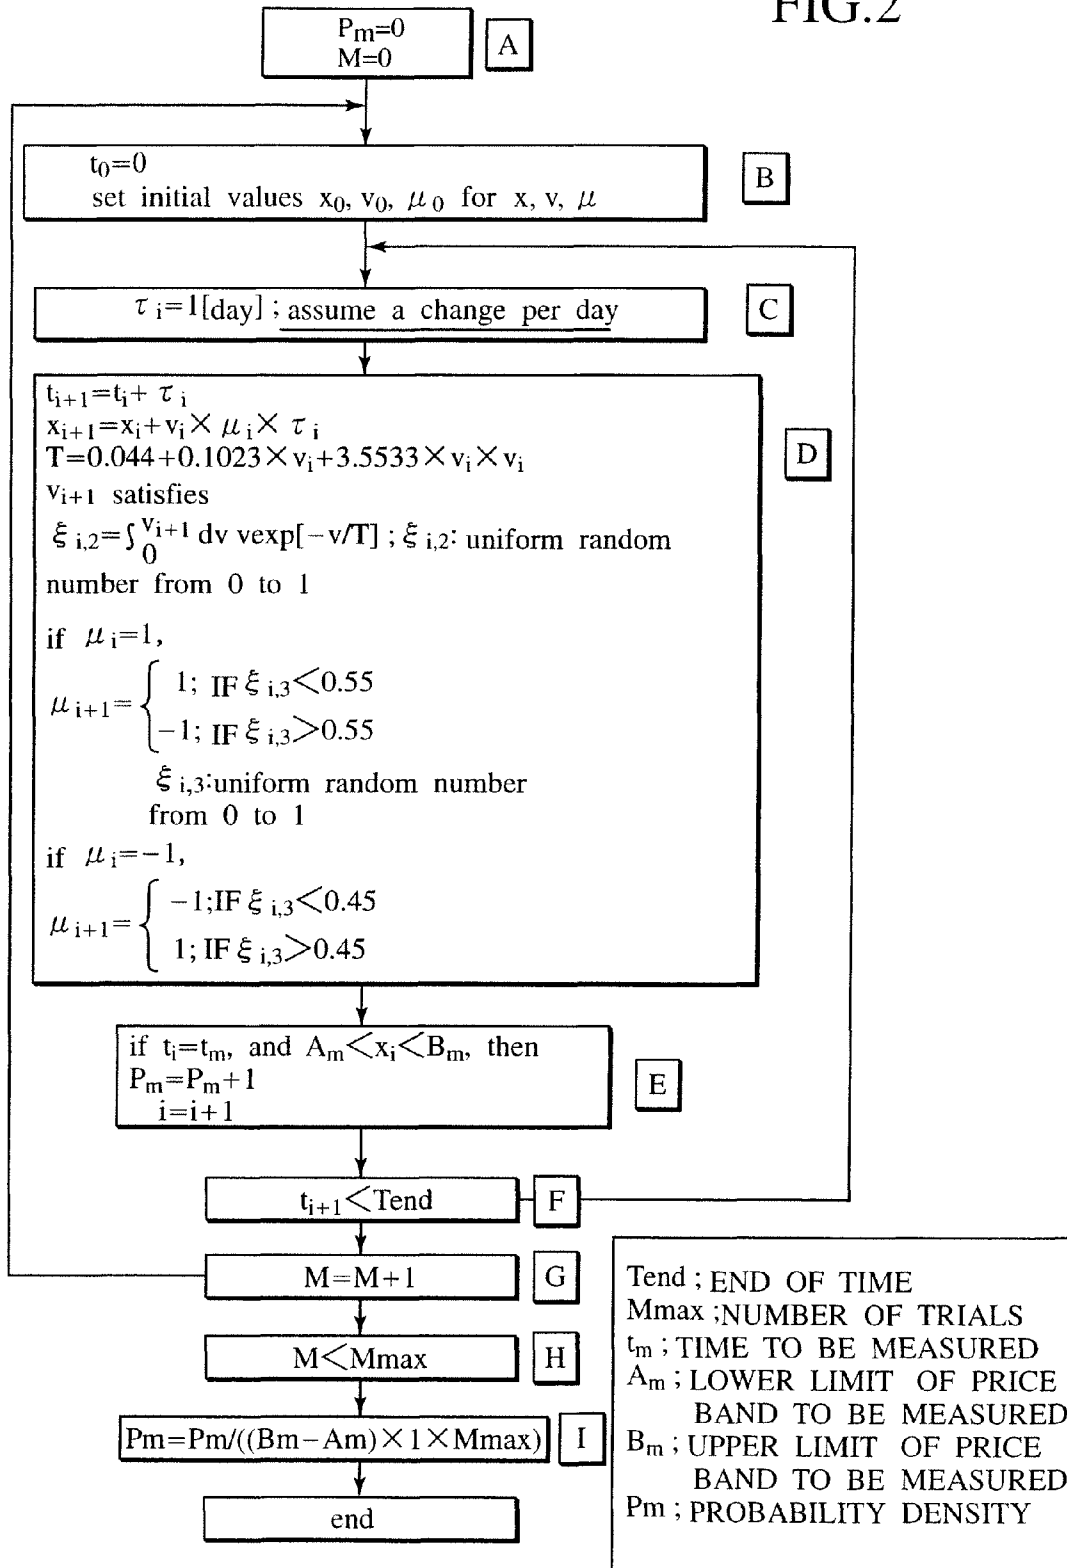 FIG.2
Pm=0
M=0
A
t0=0
set initial values x0, v0, μ0 for x, v, μ
B
τi=1[day] ; assume a change per day
C
ti+1=ti+ τi
xi+1=xi+vi× μi× τi
T=0.044+0.1023×vi+3.5533×vi×vi
vi+1 satisfies
ξi,2=∫0^vi+1 dv vexp[-v/T] ; ξi,2: uniform random
number from 0 to 1
if μi=1,
μi+1= { 1; IF ξi,3<0.55
-1; IF ξi,3>0.55
ξi,3:uniform random number
from 0 to 1
if μi=-1,
μi+1= { -1;IF ξi,3<0.45
1; IF ξi,3>0.45
D
if ti=tm, and Am<xi<Bm, then
Pm=Pm+1
i=i+1
E
ti+1<Tend
F
M=M+1
G
M<Mmax
H
Pm=Pm/((Bm-Am)×1×Mmax)
I
end
Tend ; END OF TIME
Mmax ;NUMBER OF TRIALS
tm ; TIME TO BE MEASURED
Am ; LOWER LIMIT OF PRICE
BAND TO BE MEASURED
Bm ; UPPER LIMIT OF PRICE
BAND TO BE MEASURED
Pm ; PROBABILITY DENSITY